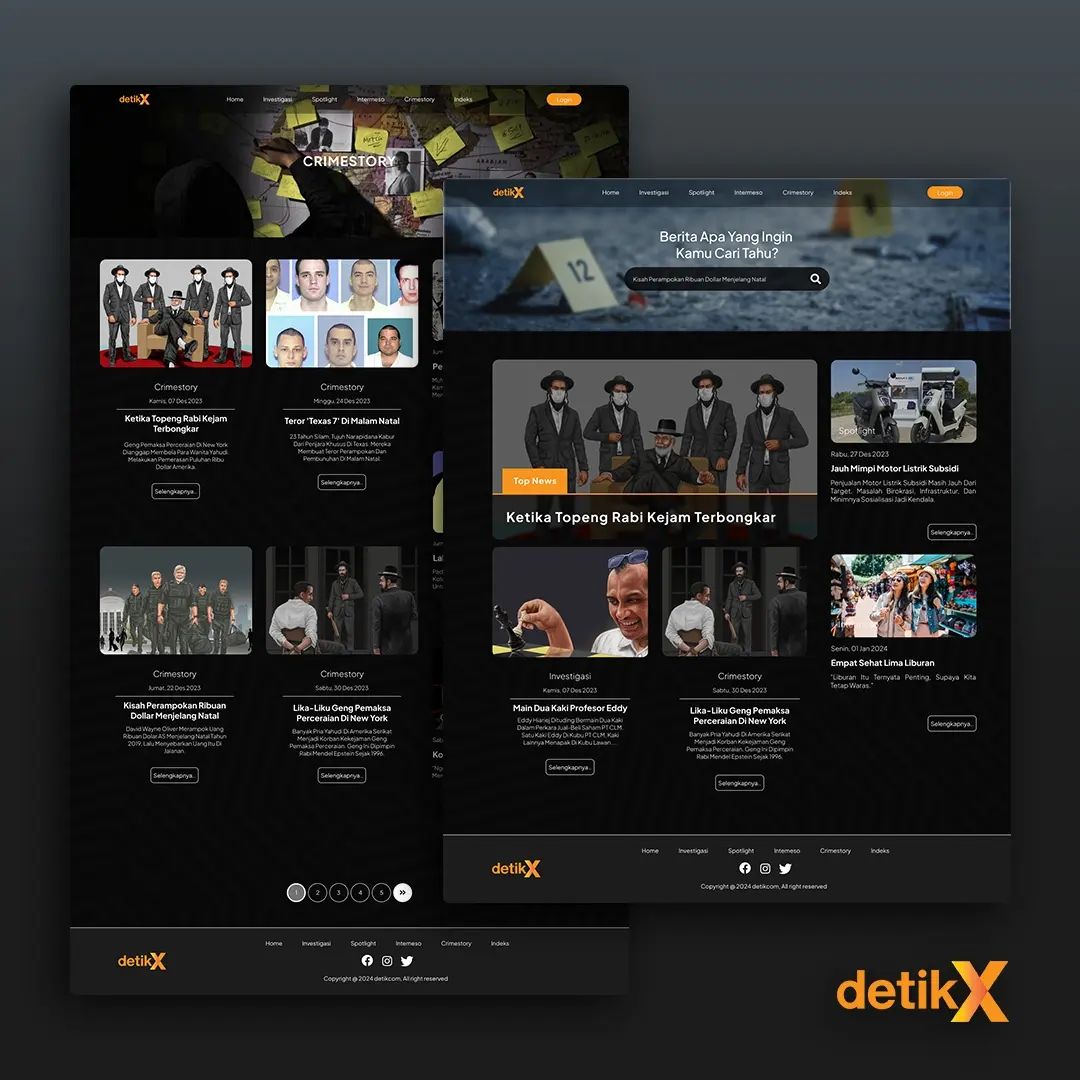 detikX
Home Investigasi Spotlight Intermeso Crimestory Indeks
Login
CRIMESTORY
ARABIAN
Crimestory
Kamis, 07 Des 2023
Ketika Topeng Rabi Kejam
Terbongkar
Geng Pemaksa Perceraian Di New York
Dianggap Membela Para Wanita Yahudi.
Melakukan Pemerasan Puluhan Ribu
Dollar Amerika.
Selengkapnya..
Crimestory
Minggu, 24 Des 2023
Teror 'Texas 7' Di Malam Natal
23 Tahun Silam, Tujuh Narapidana Kabur
Dari Penjara Khusus Di Texas. Mereka
Membuat Teror Perampokan Dan
Pembunuhan Di Malam Natal.
Selengkapnya..
Crimestory
Jumat, 22 Des 2023
Kisah Perampokan Ribuan
Dollar Menjelang Natal
David Wayne Oliver Merampok Uang
Ribuan Dolar AS Menjelang Natal Tahun
2019, Lalu Menyebarkan Uang Itu Di
Jalanan.
Selengkapnya..
Crimestory
Sabtu, 30 Des 2023
Lika-Liku Geng Pemaksa
Perceraian Di New York
Banyak Pria Yahudi Di Amerika Serikat
Menjadi Korban Kekejaman Geng
Pemaksa Perceraian. Geng Ini Dipimpin
Rabi Mendel Epstein Sejak 1996.
Selengkapnya..
1 2 3 4 5 »
detikX
Home Investigasi Spotlight Intemeso Crimestory Indeks
Copyright @ 2024 detikcom, All right reserved
detikX
Home Investigasi Spotlight Intermeso Crimestory Indeks
Login
Berita Apa Yang Ingin
Kamu Cari Tahu?
12
Kisah Perampokan Ribuan Dollar Menjelang Natal
Top News
Ketika Topeng Rabi Kejam Terbongkar
Spotlight
Rabu, 27 Des 2023
Jauh Mimpi Motor Listrik Subsidi
Penjualan Motor Listrik Subsidi Masih Jauh Dari
Target. Masalah Birokrasi, Infrastruktur, Dan
Minimnya Sosialisasi Jadi Kendala.
Selengkapnya..
Investigasi
Kamis, 07 Des 2023
Main Dua Kaki Profesor Eddy
Eddy Hiariej Dituding Bermain Dua Kaki
Dalam Perkara Jual-Beli Saham PT CLM.
Satu Kaki Eddy Di Kubu PT CLM, Kaki
Lainnya Menapak Di Kubu Lawan....
Selengkapnya..
Crimestory
Sabtu, 30 Des 2023
Lika-Liku Geng Pemaksa
Perceraian Di New York
Banyak Pria Yahudi Di Amerika Serikat
Menjadi Korban Kekejaman Geng
Pemaksa Perceraian. Geng Ini Dipimpin
Rabi Mendel Epstein Sejak 1996.
Selengkapnya..
Senin, 01 Jan 2024
Empat Sehat Lima Liburan
"Liburan Itu Ternyata Penting, Supaya Kita
Tetap Waras."
Selengkapnya..
detikX
Home Investigasi Spotlight Intemeso Crimestory Indeks
Copyright @ 2024 detikcom, All right reserved
detikX